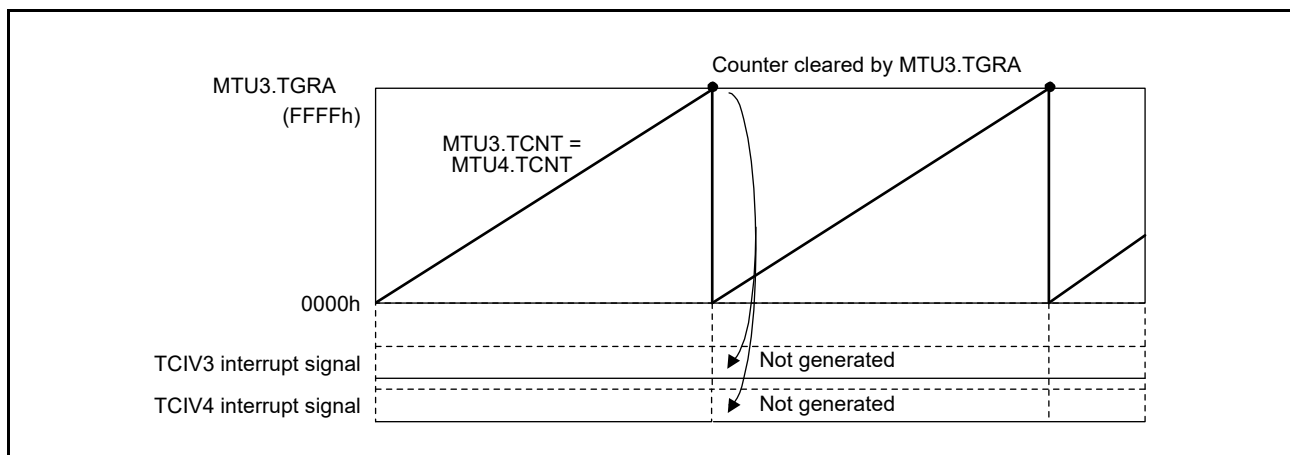 Counter cleared by MTU3.TGRA
MTU3.TGRA
(FFFFh)
MTU3.TCNT =
MTU4.TCNT
0000h
TCIV3 interrupt signal
Not generated
TCIV4 interrupt signal
Not generated